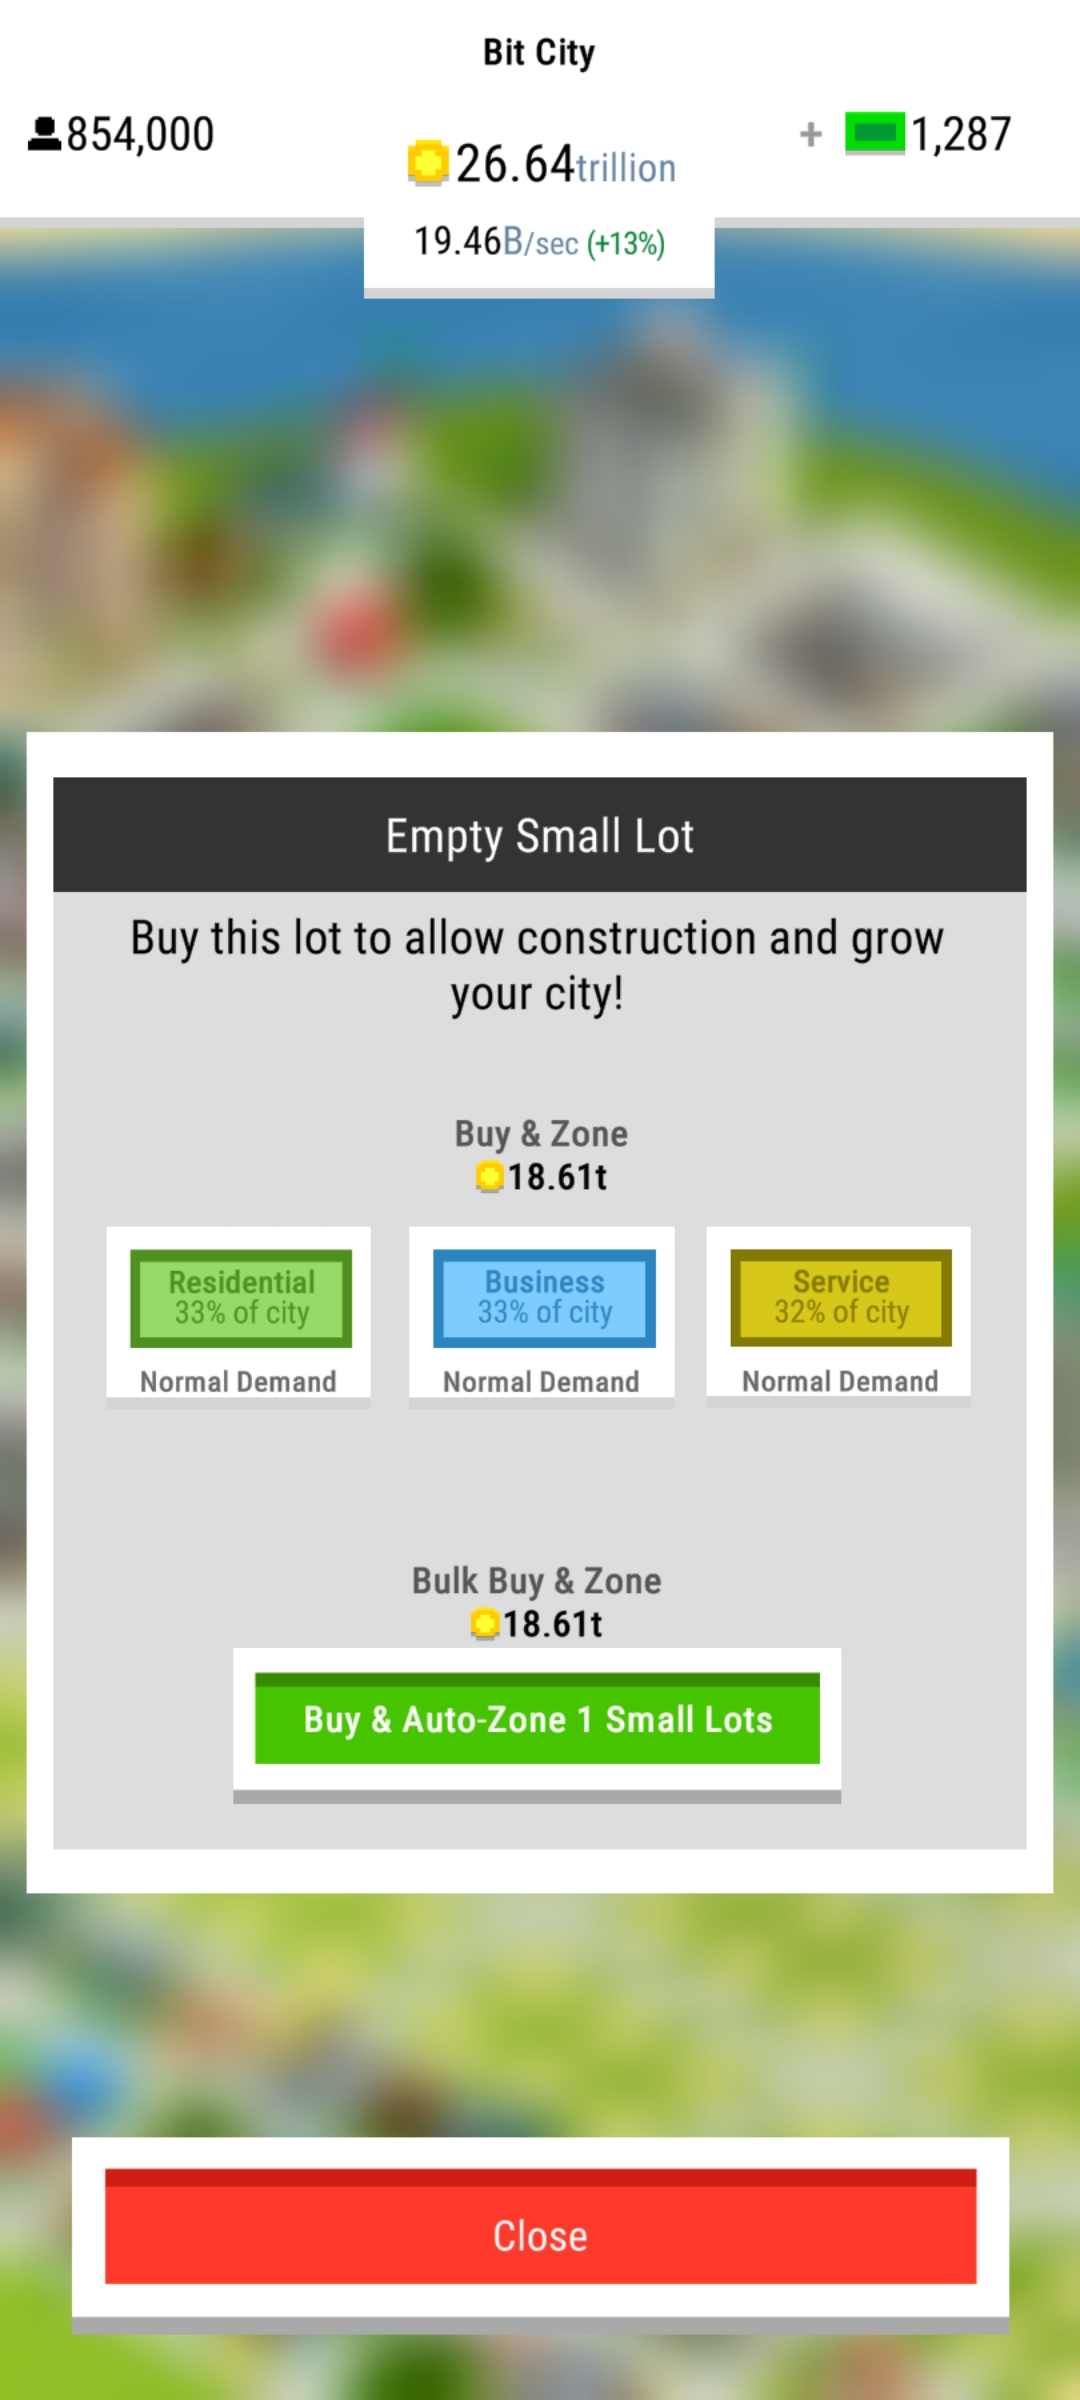 Bit City
854,000
26.64trillion
+ 1,287
19.46B/sec (+13%)
Empty Small Lot
Buy this lot to allow construction and grow
your city!
Buy & Zone
18.61t
Residential
33% of city
Normal Demand
Business
33% of city
Normal Demand
Service
32% of city
Normal Demand
Bulk Buy & Zone
18.61t
Buy & Auto-Zone 1 Small Lots
Close